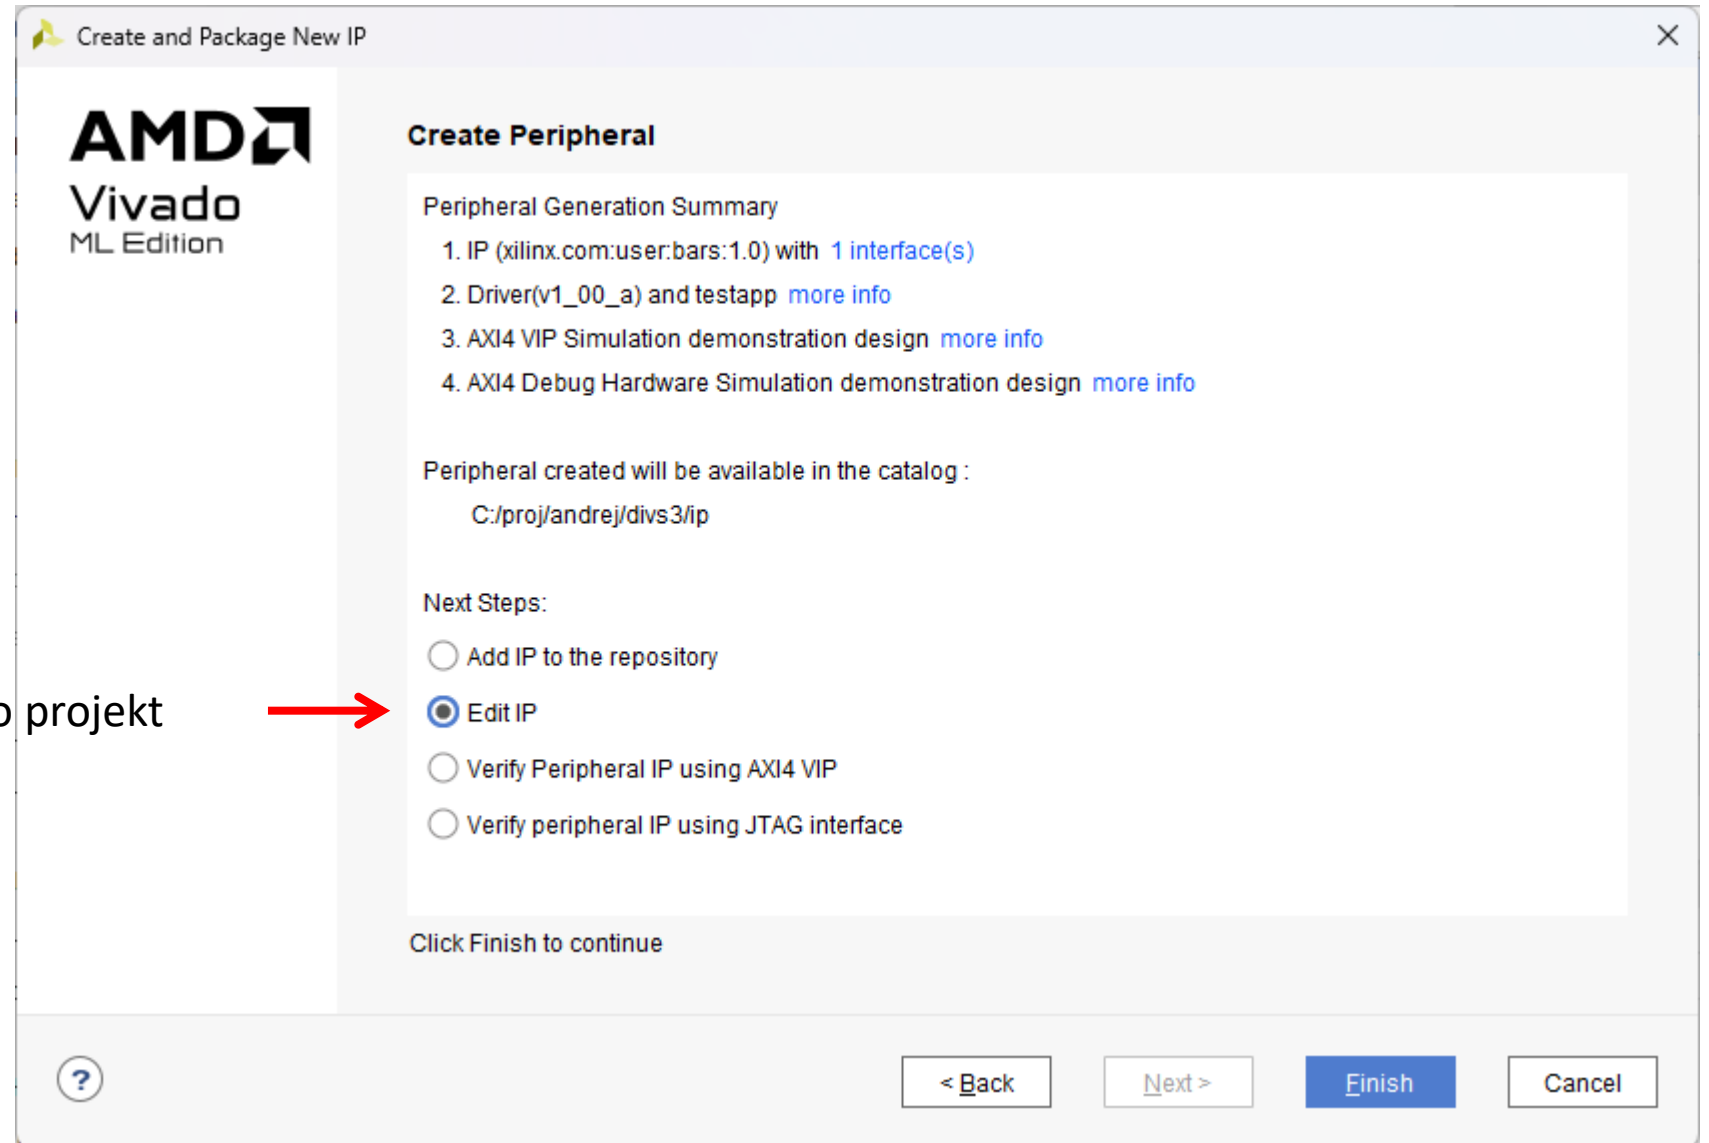 Create and Package New IP
AMD
Vivado
ML Edition
Create Peripheral
Peripheral Generation Summary
1. IP (xilinx.com:user:bars:1.0) with 1 interface(s)
2. Driver(v1_00_a) and testapp more info
3. AXI4 VIP Simulation demonstration design more info
4. AXI4 Debug Hardware Simulation demonstration design more info
Peripheral created will be available in the catalog :
C:/proj/andrej/divs3/ip
Next Steps:
Add IP to the repository
projekt
Edit IP
Verify Peripheral IP using AXI4 VIP
Verify peripheral IP using JTAG interface
Click Finish to continue
?
< Back
Next >
Finish
Cancel